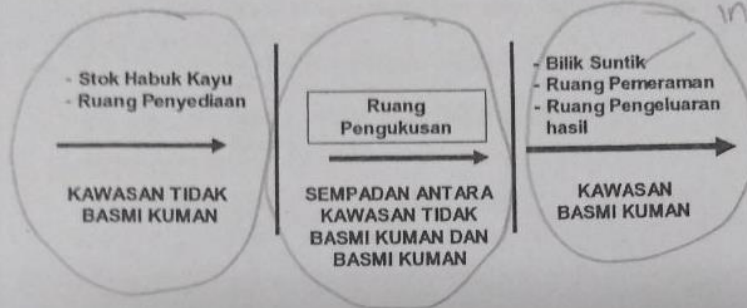 - Stok Habuk Kayu
- Ruang Penyediaan
KAWASAN TIDAK
BASMI KUMAN
Ruang
Pengukusan
SEMPADAN ANTARA
KAWASAN TIDAK
BASMI KUMAN DAN
BASMI KUMAN
- Bilik Suntik
- Ruang Pemeraman
- Ruang Pengeluaran
hasil
KAWASAN
BASMI KUMAN